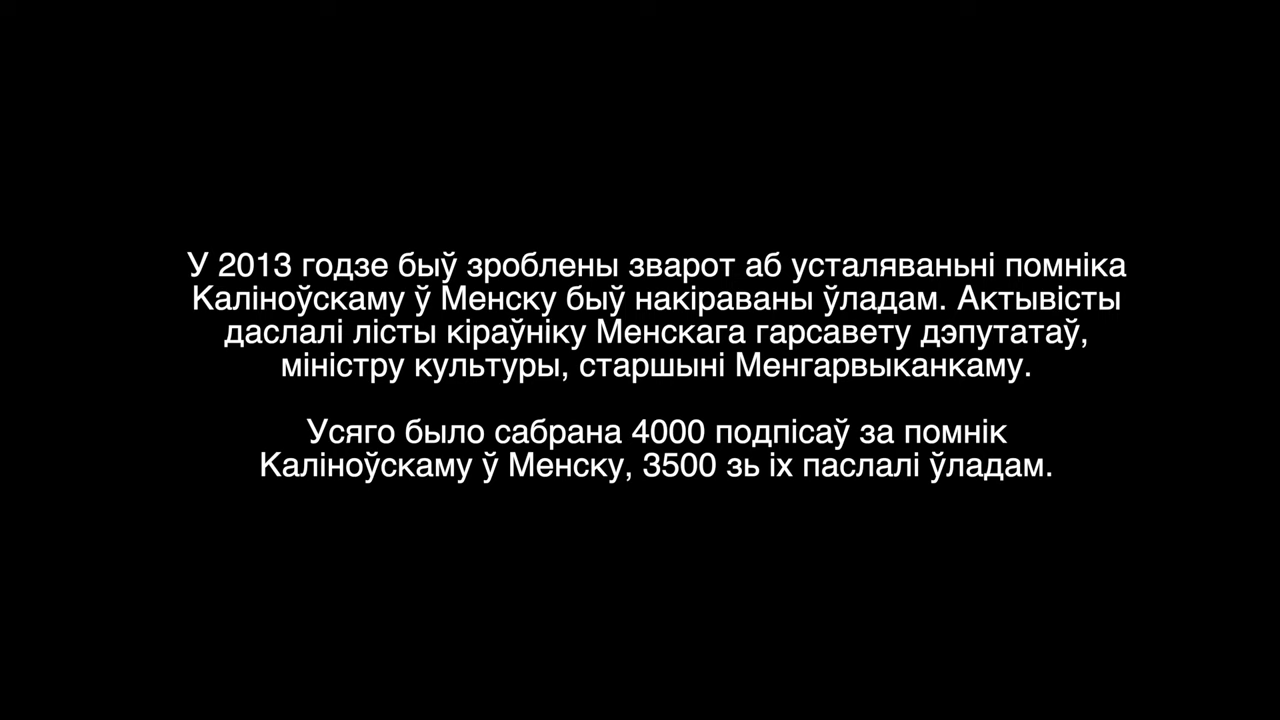 У 2013 годзе быў зроблены зварот аб усталяваньні помніка
Каліноўскаму ў Менску быў накіраваны ўладам. Актывісты
даслалі лісты кіраўніку Менскага гарсавету дэпутатаў,
міністру культуры, старшыні Менгарвыканкаму.
Усяго было сабрана 4000 подпісаў за помнік
Каліноўскаму ў Менску, 3500 зь іх паслалі ўладам.